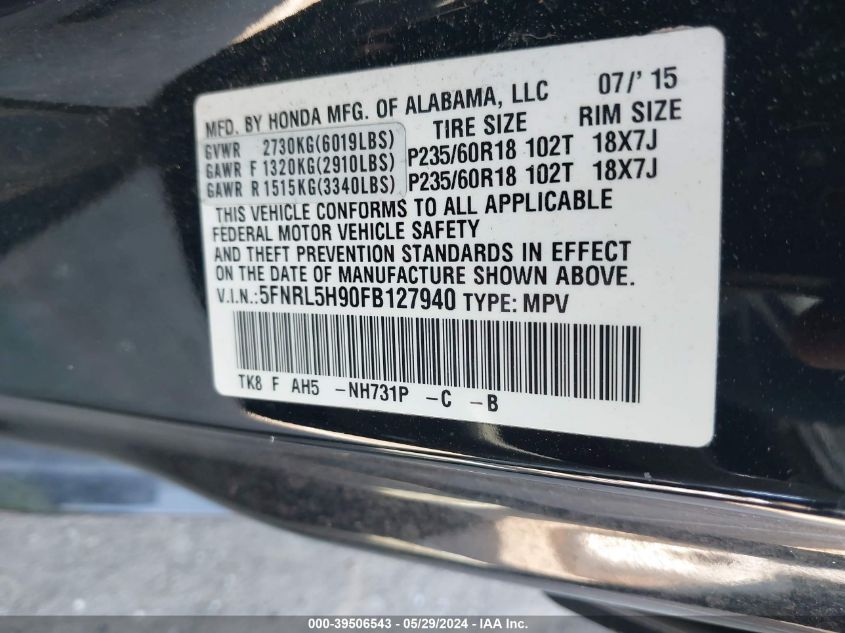 MFD. BY HONDA MFG. OF ALABAMA, LLC 07/'15
GVWR 2730KG(6019LBS) TIRE SIZE RIM SIZE
GAWR F 1320KG(2910LBS) P235/60R18 102T 18X7J
GAWR R 1515KG(3340LBS) P235/60R18 102T 18X7J
THIS VEHICLE CONFORMS TO ALL APPLICABLE
FEDERAL MOTOR VEHICLE SAFETY
AND THEFT PREVENTION STANDARDS IN EFFECT
ON THE DATE OF MANUFACTURE SHOWN ABOVE.
V.I.N.:5FNRL5H90FB127940 TYPE: MPV
TK8 F AH5 -NH731P -C -B
000-39506543 / 05/29/2024 - IAA Inc.